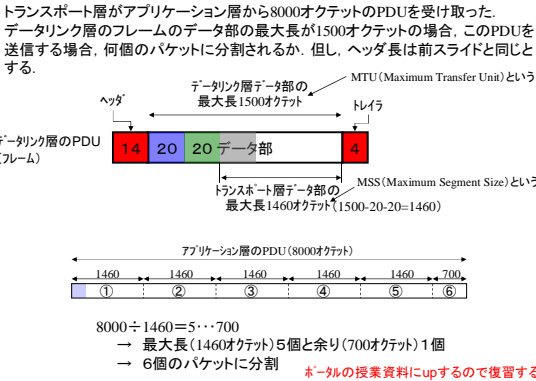 トランスポート層がアプリケーション層から8000オクテットのPDUを受け取った.
データリンク層のフレームのデータ部の最大長が1500オクテットの場合，このPDUを
送信する場合，何個のパケットに分割されるか．但し，ヘッダ長は前スライドと同じと
する．
MTU(Maximum Transfer Unit)という
データリンク層データ部の
最大長1500オクテット
ヘッダ
トレイラ
データリンク層のPDU
(フレーム)
14 20 20 データ部 4
トランスポート層データ部の
最大長1460オクテット(1500-20-20=1460)
MSS(Maximum Segment Size)という
アプリケーション層のPDU(8000オクテット)
1460 1460 1460 1460 1460 700
① ② ③ ④ ⑤ ⑥
8000÷1460=5・・・700
→ 最大長(1460オクテット)5個と余り(700オクテット)1個
→ 6個のパケットに分割
ポータルの授業資料にupするので復習する